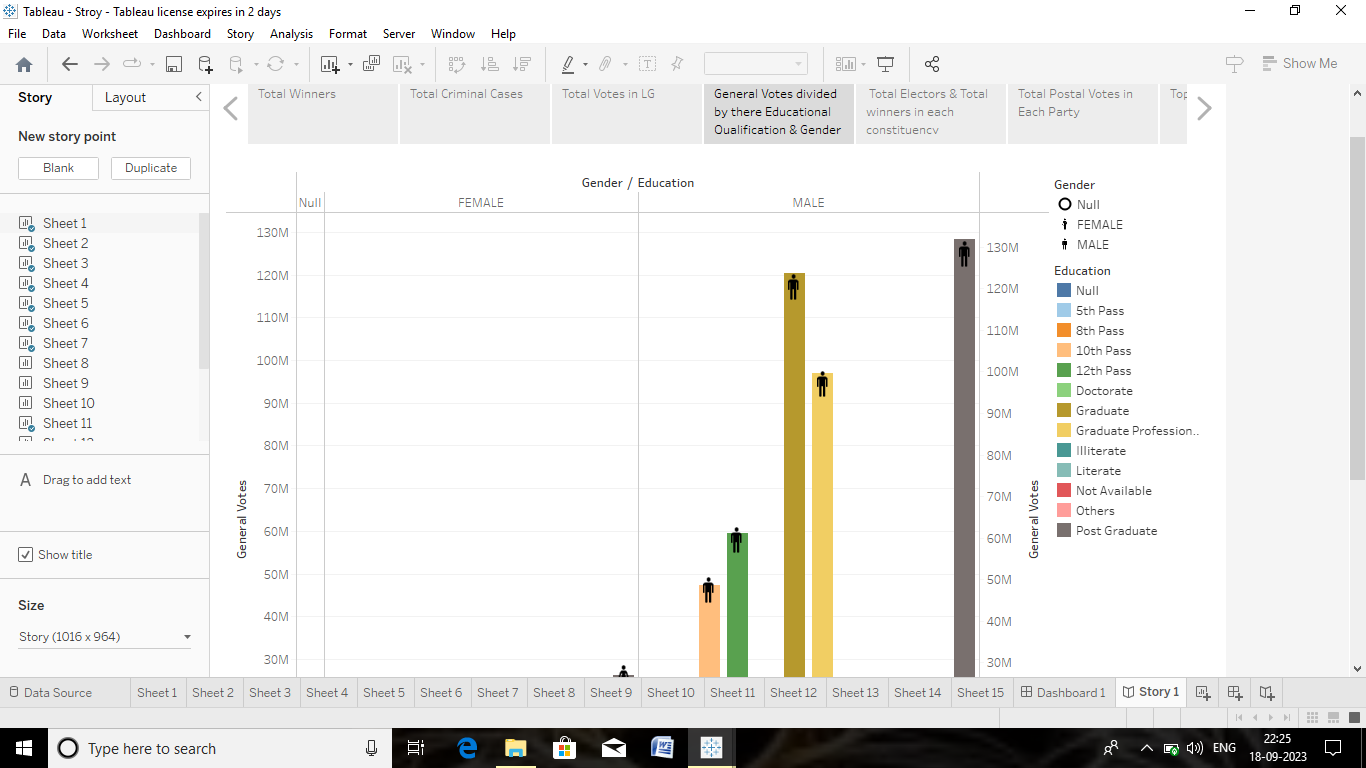 Tableau - Stroy - Tableau license expires in 2 days
File Data Worksheet Dashboard Story Analysis Format Server Window Help
Show Me
Story Layout
New story point
Blank Duplicate
Sheet 1
Sheet 2
Sheet 3
Sheet 4
Sheet 5
Sheet 6
Sheet 7
Sheet 8
Sheet 9
Sheet 10
Sheet 11
A Drag to add text
Show title
Size
Story (1016 x 964)
Total Winners
Total Criminal Cases
Total Votes in LG
General Votes divided
by there Educational
Qualification & Gender
Total Electors & Total
winners in each
constituency
Total Postal Votes in
Each Party
Top
Gender / Education
Null FEMALE MALE
General Votes
130M
120M
110M
100M
90M
80M
70M
60M
50M
40M
30M
130M
120M
110M
100M
90M
80M
70M
60M
50M
40M
30M
General Votes
Gender
Null
FEMALE
MALE
Education
Null
5th Pass
8th Pass
10th Pass
12th Pass
Doctorate
Graduate
Graduate Profession..
Illiterate
Literate
Not Available
Others
Post Graduate
Data Source Sheet 1 Sheet 2 Sheet 3 Sheet 4 Sheet 5 Sheet 6 Sheet 7 Sheet 8 Sheet 9 Sheet 10 Sheet 11 Sheet 12 Sheet 13 Sheet 14 Sheet 15 Dashboard 1 Story 1
Type here to search
ENG
22:25
18-09-2023